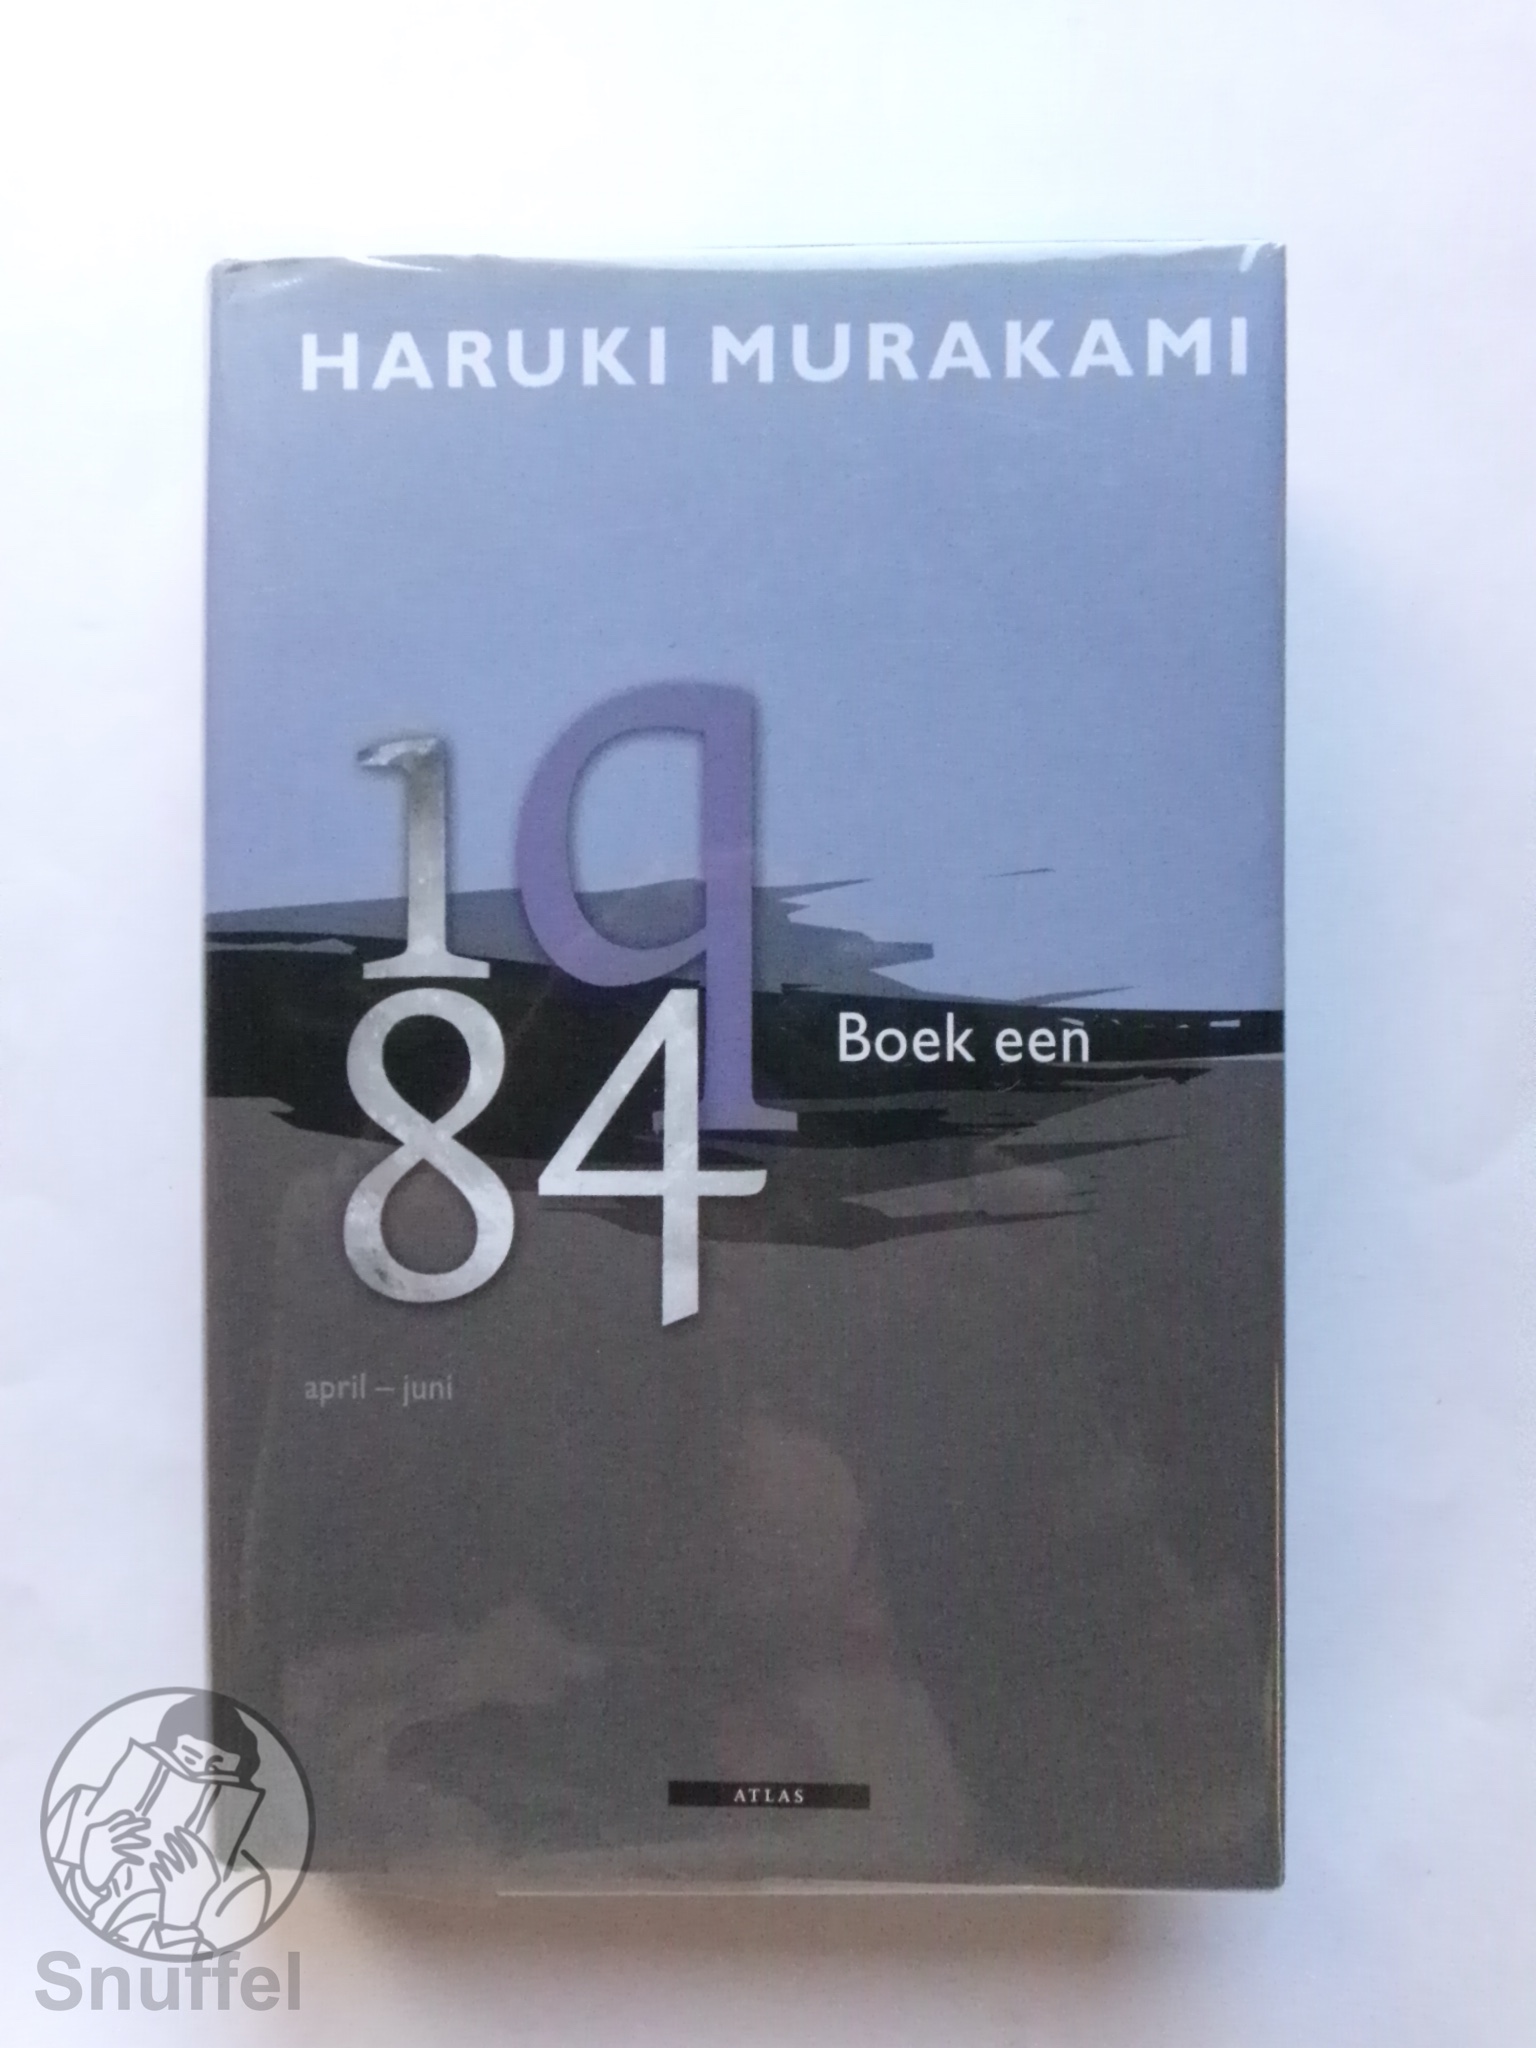 HARUKI MURAKAMI
1q
84
Boek een
april – juni
ATLAS
Snuffel